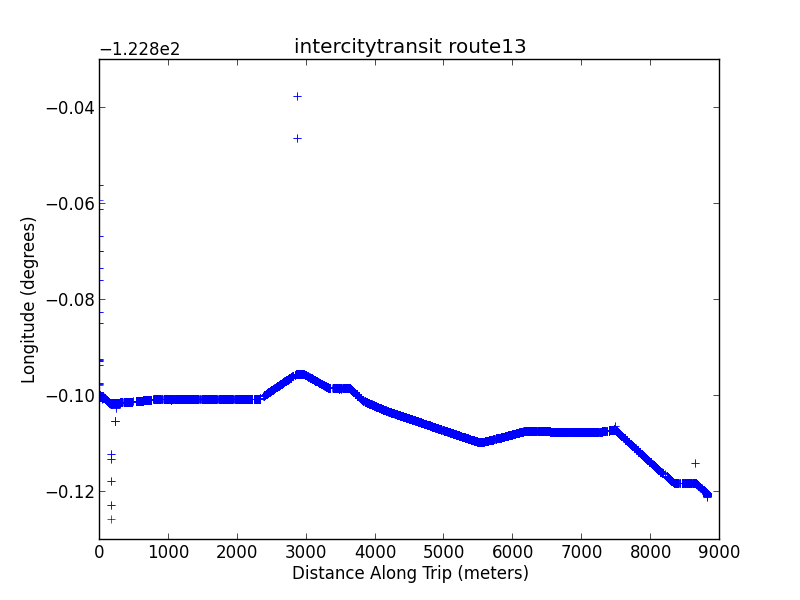 intercitytransit route13
−1.228e2
−0.04
−0.06
−0.08
−0.10
−0.12
Longitude (degrees)
0 1000 2000 3000 4000 5000 6000 7000 8000 9000
Distance Along Trip (meters)